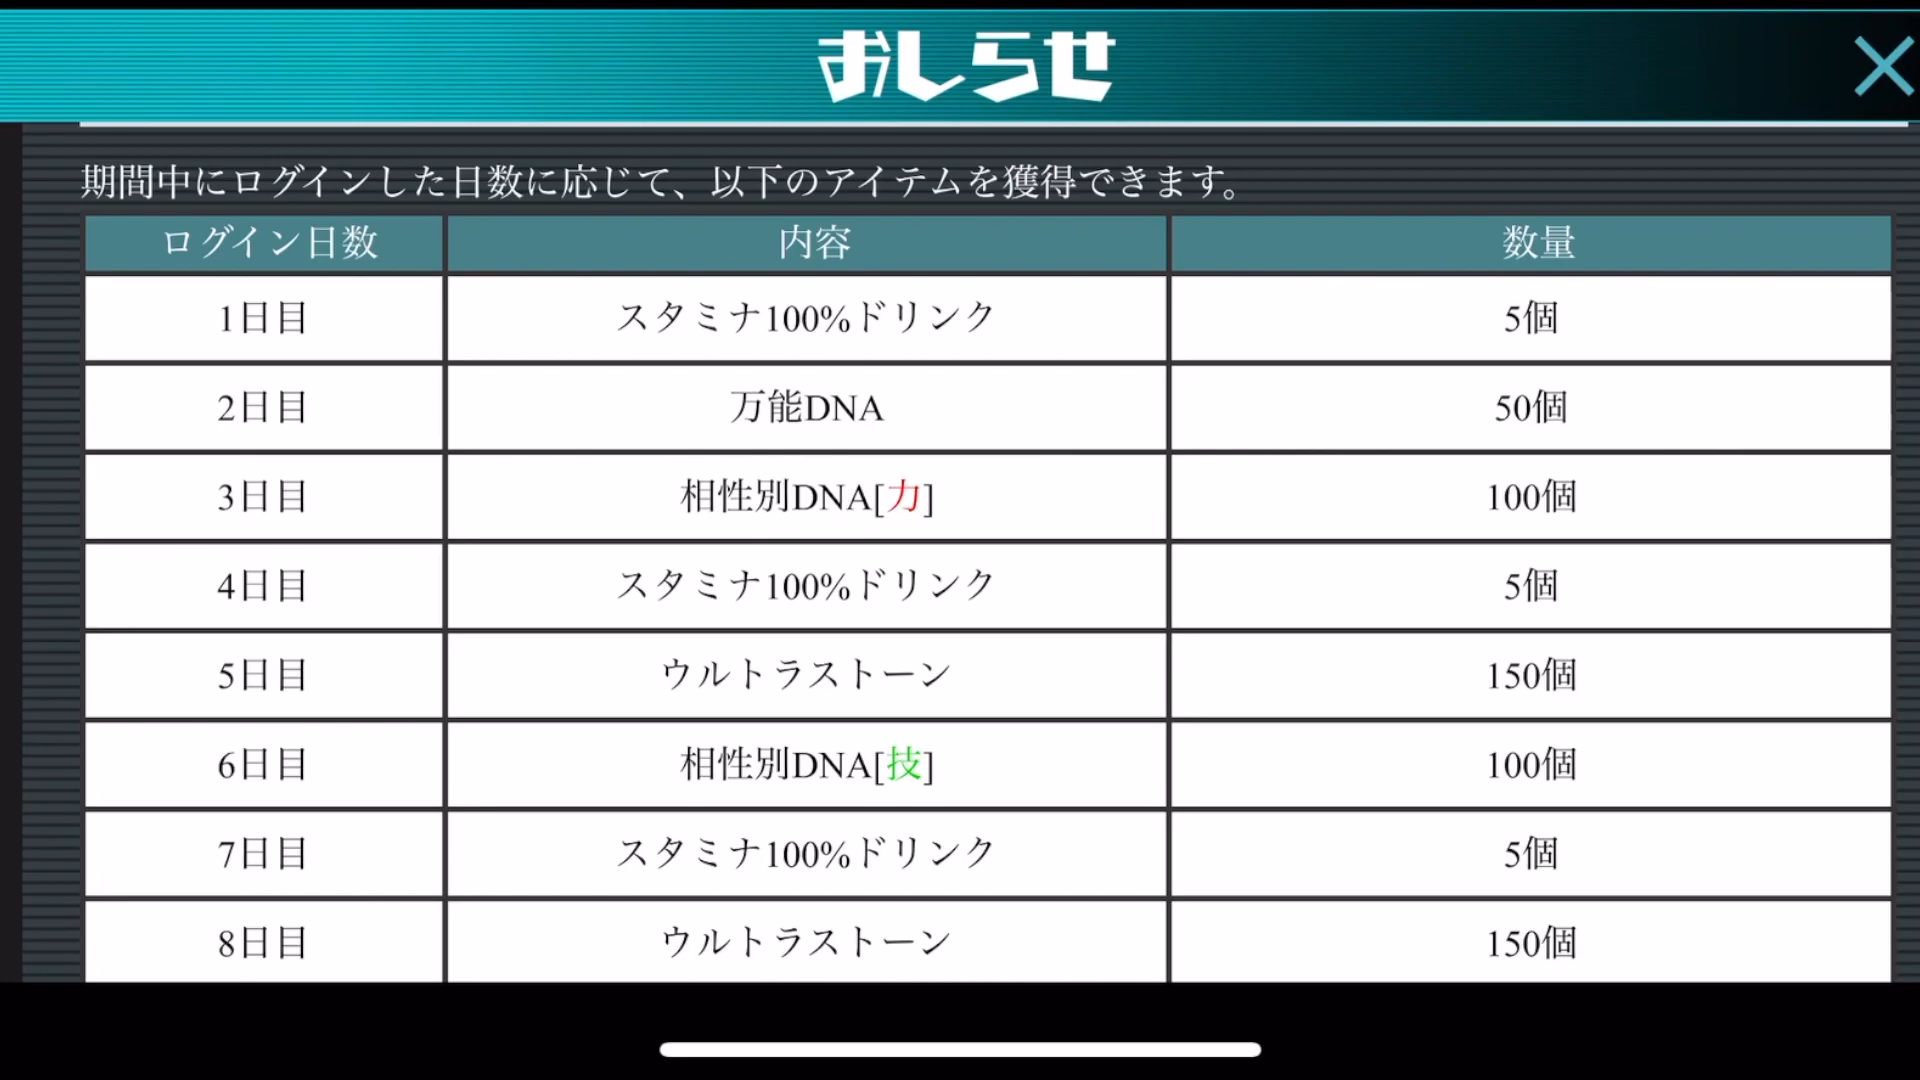 おしらせ
期間中にログインした日数に応じて、以下のアイテムを獲得できます。
ログイン日数 内容 数量
1日目 スタミナ100%ドリンク 5個
2日目 万能DNA 50個
3日目 相性別DNA[力] 100個
4日目 スタミナ100%ドリンク 5個
5日目 ウルトラストーン 150個
6日目 相性別DNA[技] 100個
7日目 スタミナ100%ドリンク 5個
8日目 ウルトラストーン 150個